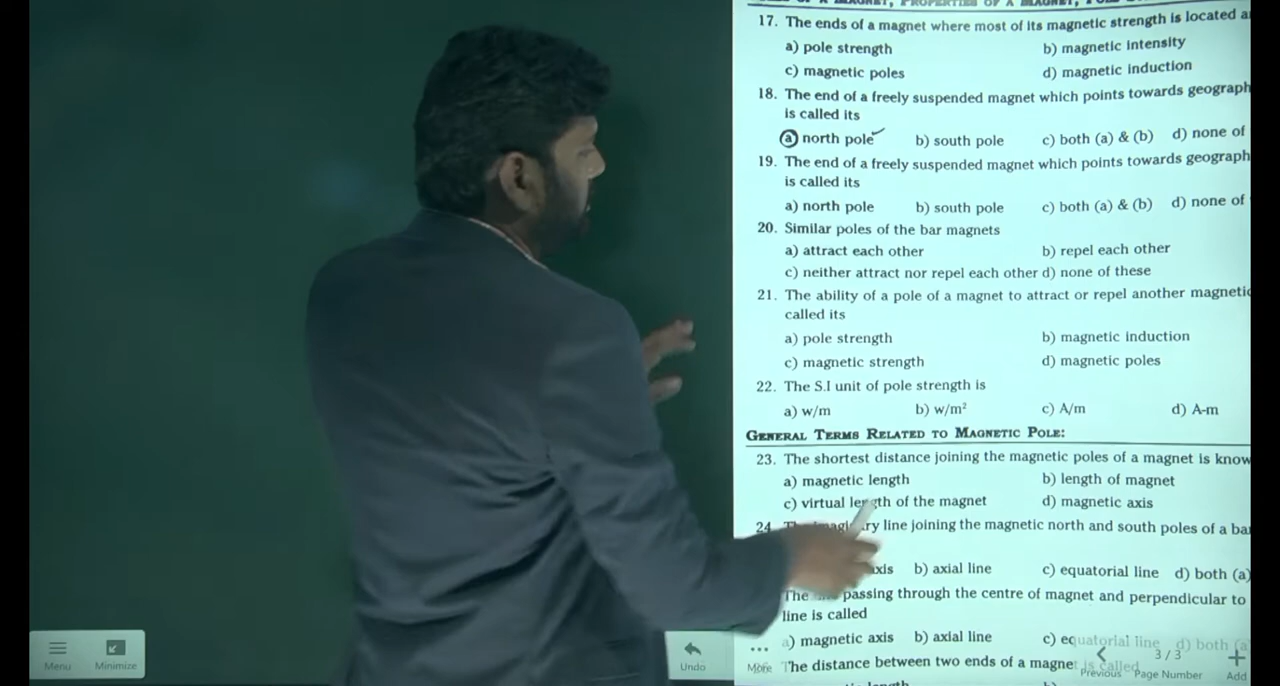 17. The ends of a magnet where most of its magnetic strength is located
a) pole strength b) magnetic intensity
c) magnetic poles d) magnetic induction
18. The end of a freely suspended magnet which points towards geograph
is called its
a) north pole b) south pole c) both (a) & (b) d) none of
19. The end of a freely suspended magnet which points towards geograph
is called its
a) north pole b) south pole c) both (a) & (b) d) none of
20. Similar poles of the bar magnets
a) attract each other b) repel each other
c) neither attract nor repel each other d) none of these
21. The ability of a pole of a magnet to attract or repel another magnetic
called its
a) pole strength b) magnetic induction
c) magnetic strength d) magnetic poles
22. The S.I unit of pole strength is
a) w/m b) w/m² c) A/m d) A-m
GENERAL TERMS RELATED TO MAGNETIC POLE:
23. The shortest distance joining the magnetic poles of a magnet is know
a) magnetic length b) length of magnet
c) virtual length of the magnet d) magnetic axis
24. ry line joining the magnetic north and south poles of a ba
xis b) axial line c) equatorial line d) both (a)
The passing through the centre of magnet and perpendicular to
line is called
a) magnetic axis b) axial line c) equatorial line d) both (a
The distance between two ends of a magnet is called
Menu Minimize Undo More Previous 3/3 Page Number Add